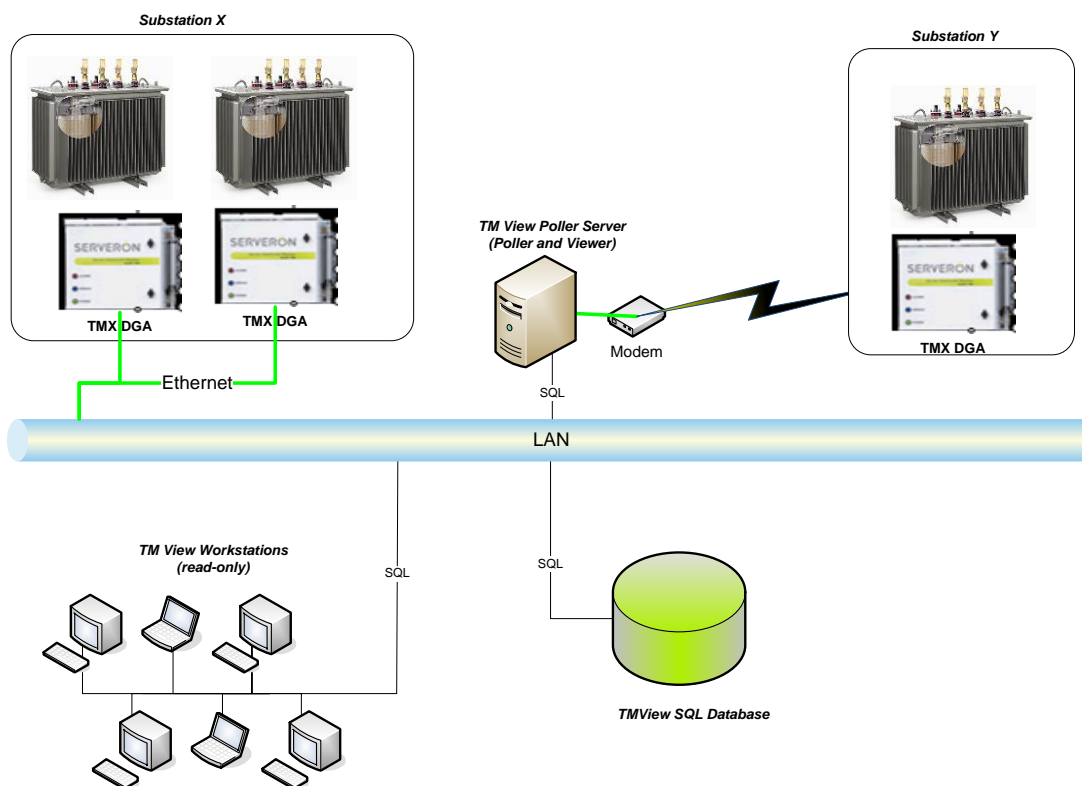 Substation X
Substation Y
SERVERON
TMX DGA
SERVERON
TMX DGA
TM View Poller Server
(Poller and Viewer)
Modem
SERVERON
TMX DGA
Ethernet
SQL
LAN
TM View Workstations
(read-only)
SQL
SQL
TMView SQL Database